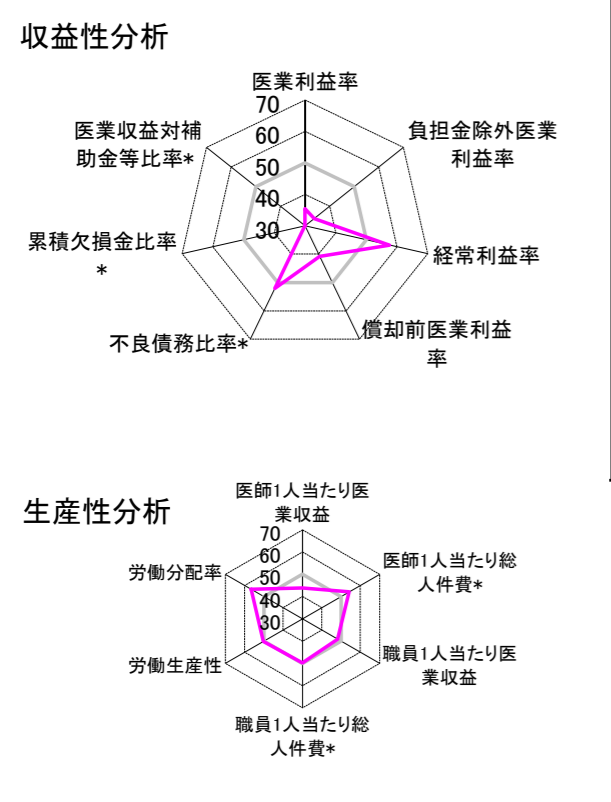 収益性分析
医業利益率
70
60
50
40
30
負担金除外医業
利益率
経常利益率
償却前医業利益
率
不良債務比率*
累積欠損金比率
*
医業収益対補
助金等比率*
生産性分析
医師1人当たり医
業収益
70
60
50
40
30
医師1人当たり総
人件費*
職員1人当たり医
業収益
職員1人当たり総
人件費*
労働生産性
労働分配率